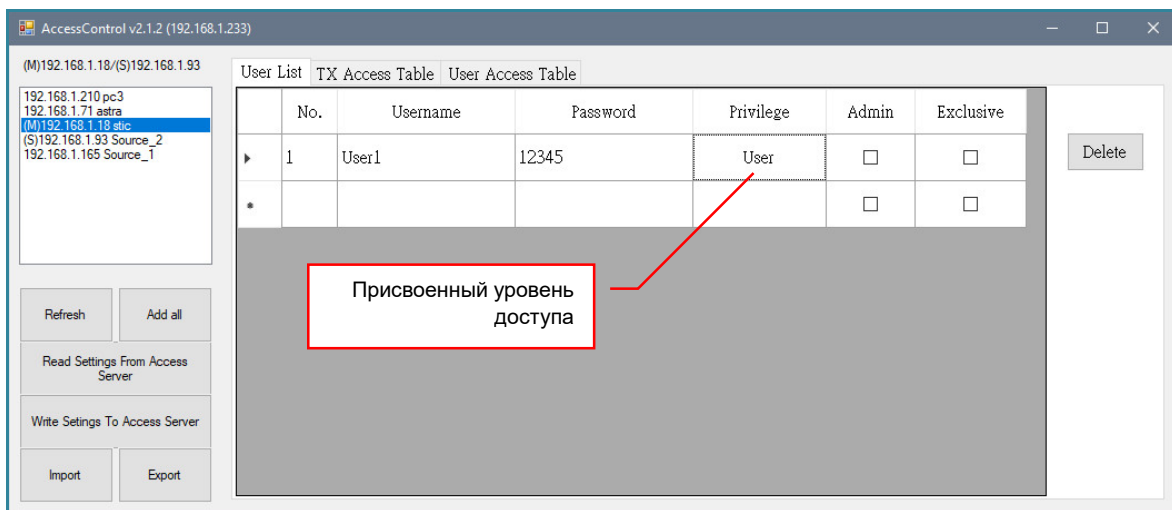 AccessControl v2.1.2 (192.168.1.233)
(M)192.168.1.18/(S)192.168.1.93
192.168.1.210 pc3
192.168.1.71 astra
(M)192.168.1.18 stic
(S)192.168.1.93 Source_2
192.168.1.165 Source_1
Refresh Add all
Read Settings From Access
Server
Write Setings To Access Server
Import Export
User List TX Access Table User Access Table
No. Username Password Privilege Admin Exclusive
1 User1 12345 User
Delete
Присвоенный уровень
доступа